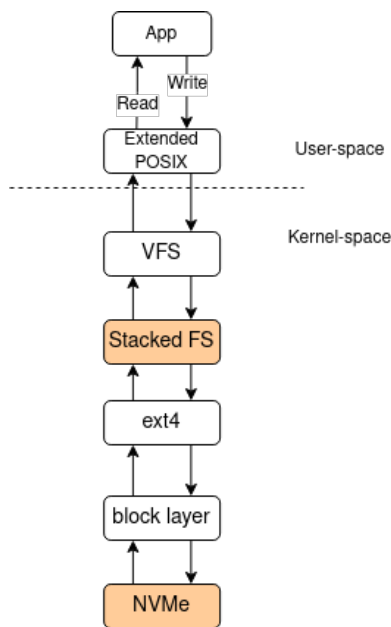 App
Read
Write
Extended
POSIX
User-space
Kernel-space
VFS
Stacked FS
ext4
block layer
NVMe